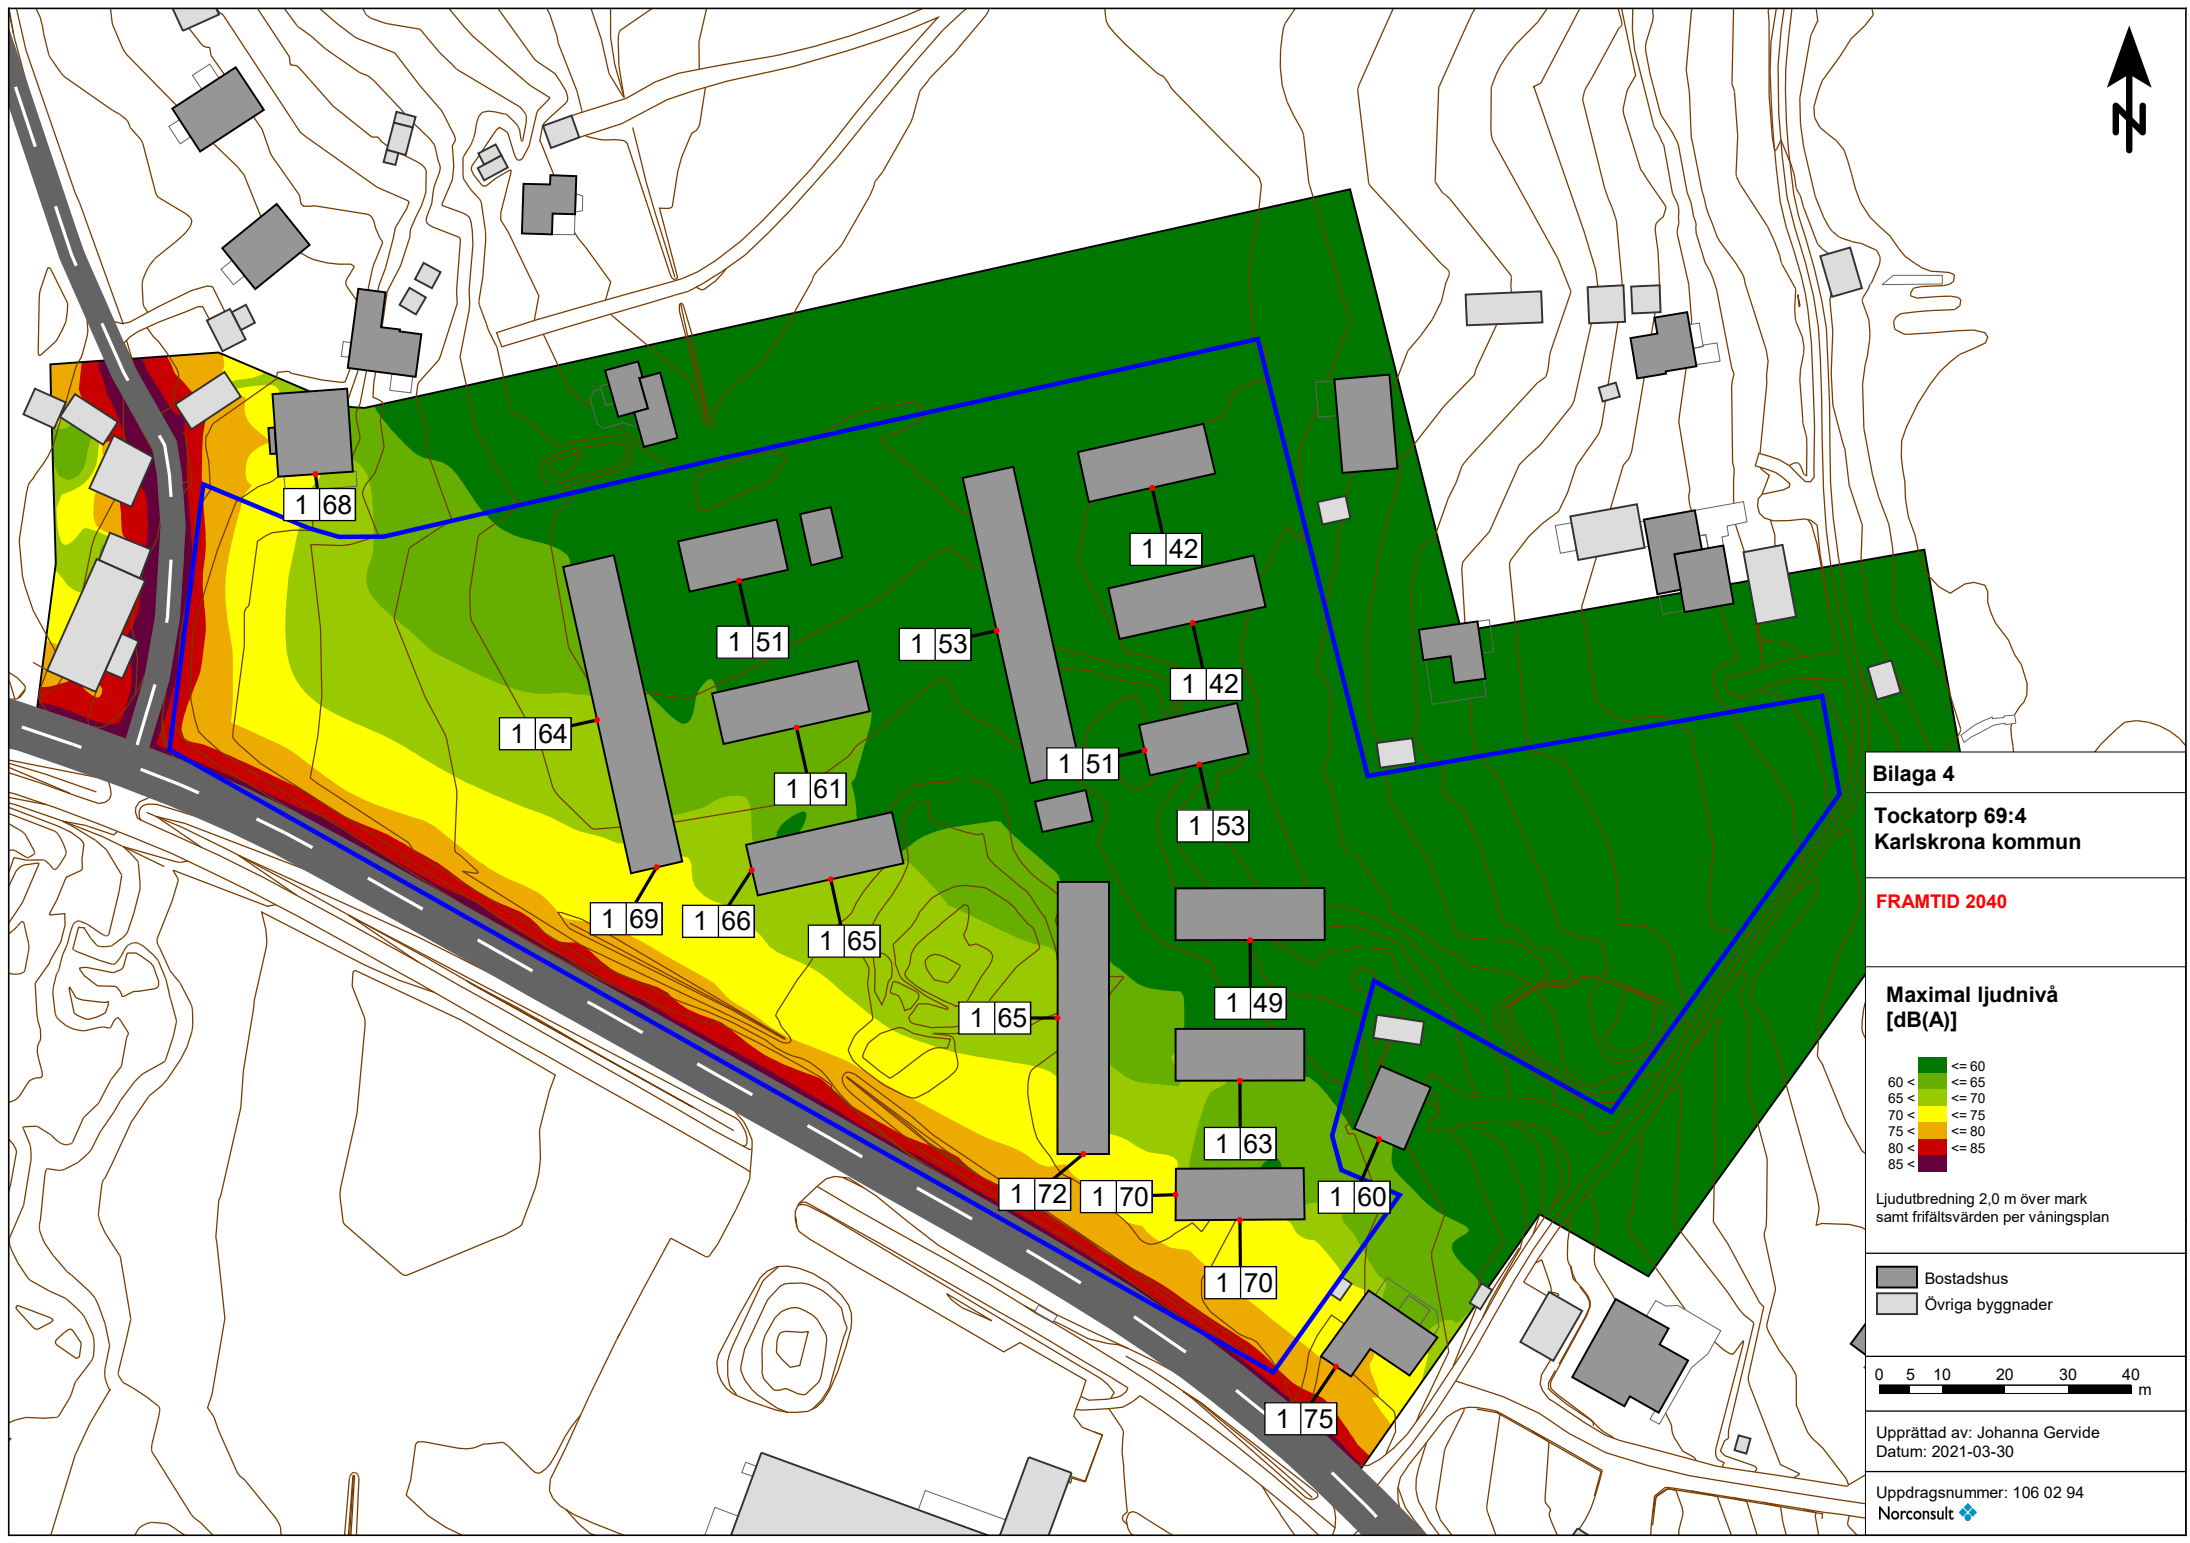 N
1 68
1 42
1 51
1 53
1 42
1 64
1 51
1 61
1 53
1 69
1 66
1 65
1 49
1 65
1 63
1 72
1 70
1 60
1 70
1 75
Bilaga 4
Tockatorp 69:4
Karlskrona kommun
FRAMTID 2040
Maximal ljudnivå
[dB(A)]
<= 60
60 < <= 65
65 < <= 70
70 < <= 75
75 < <= 80
80 < <= 85
85 <
Ljudutbredning 2,0 m över mark
samt frifältsvärden per våningsplan
Bostadshus
Övriga byggnader
0 5 10 20 30 40
m
Upprättad av: Johanna Gervide
Datum: 2021-03-30
Uppdragsnummer: 106 02 94
Norconsult